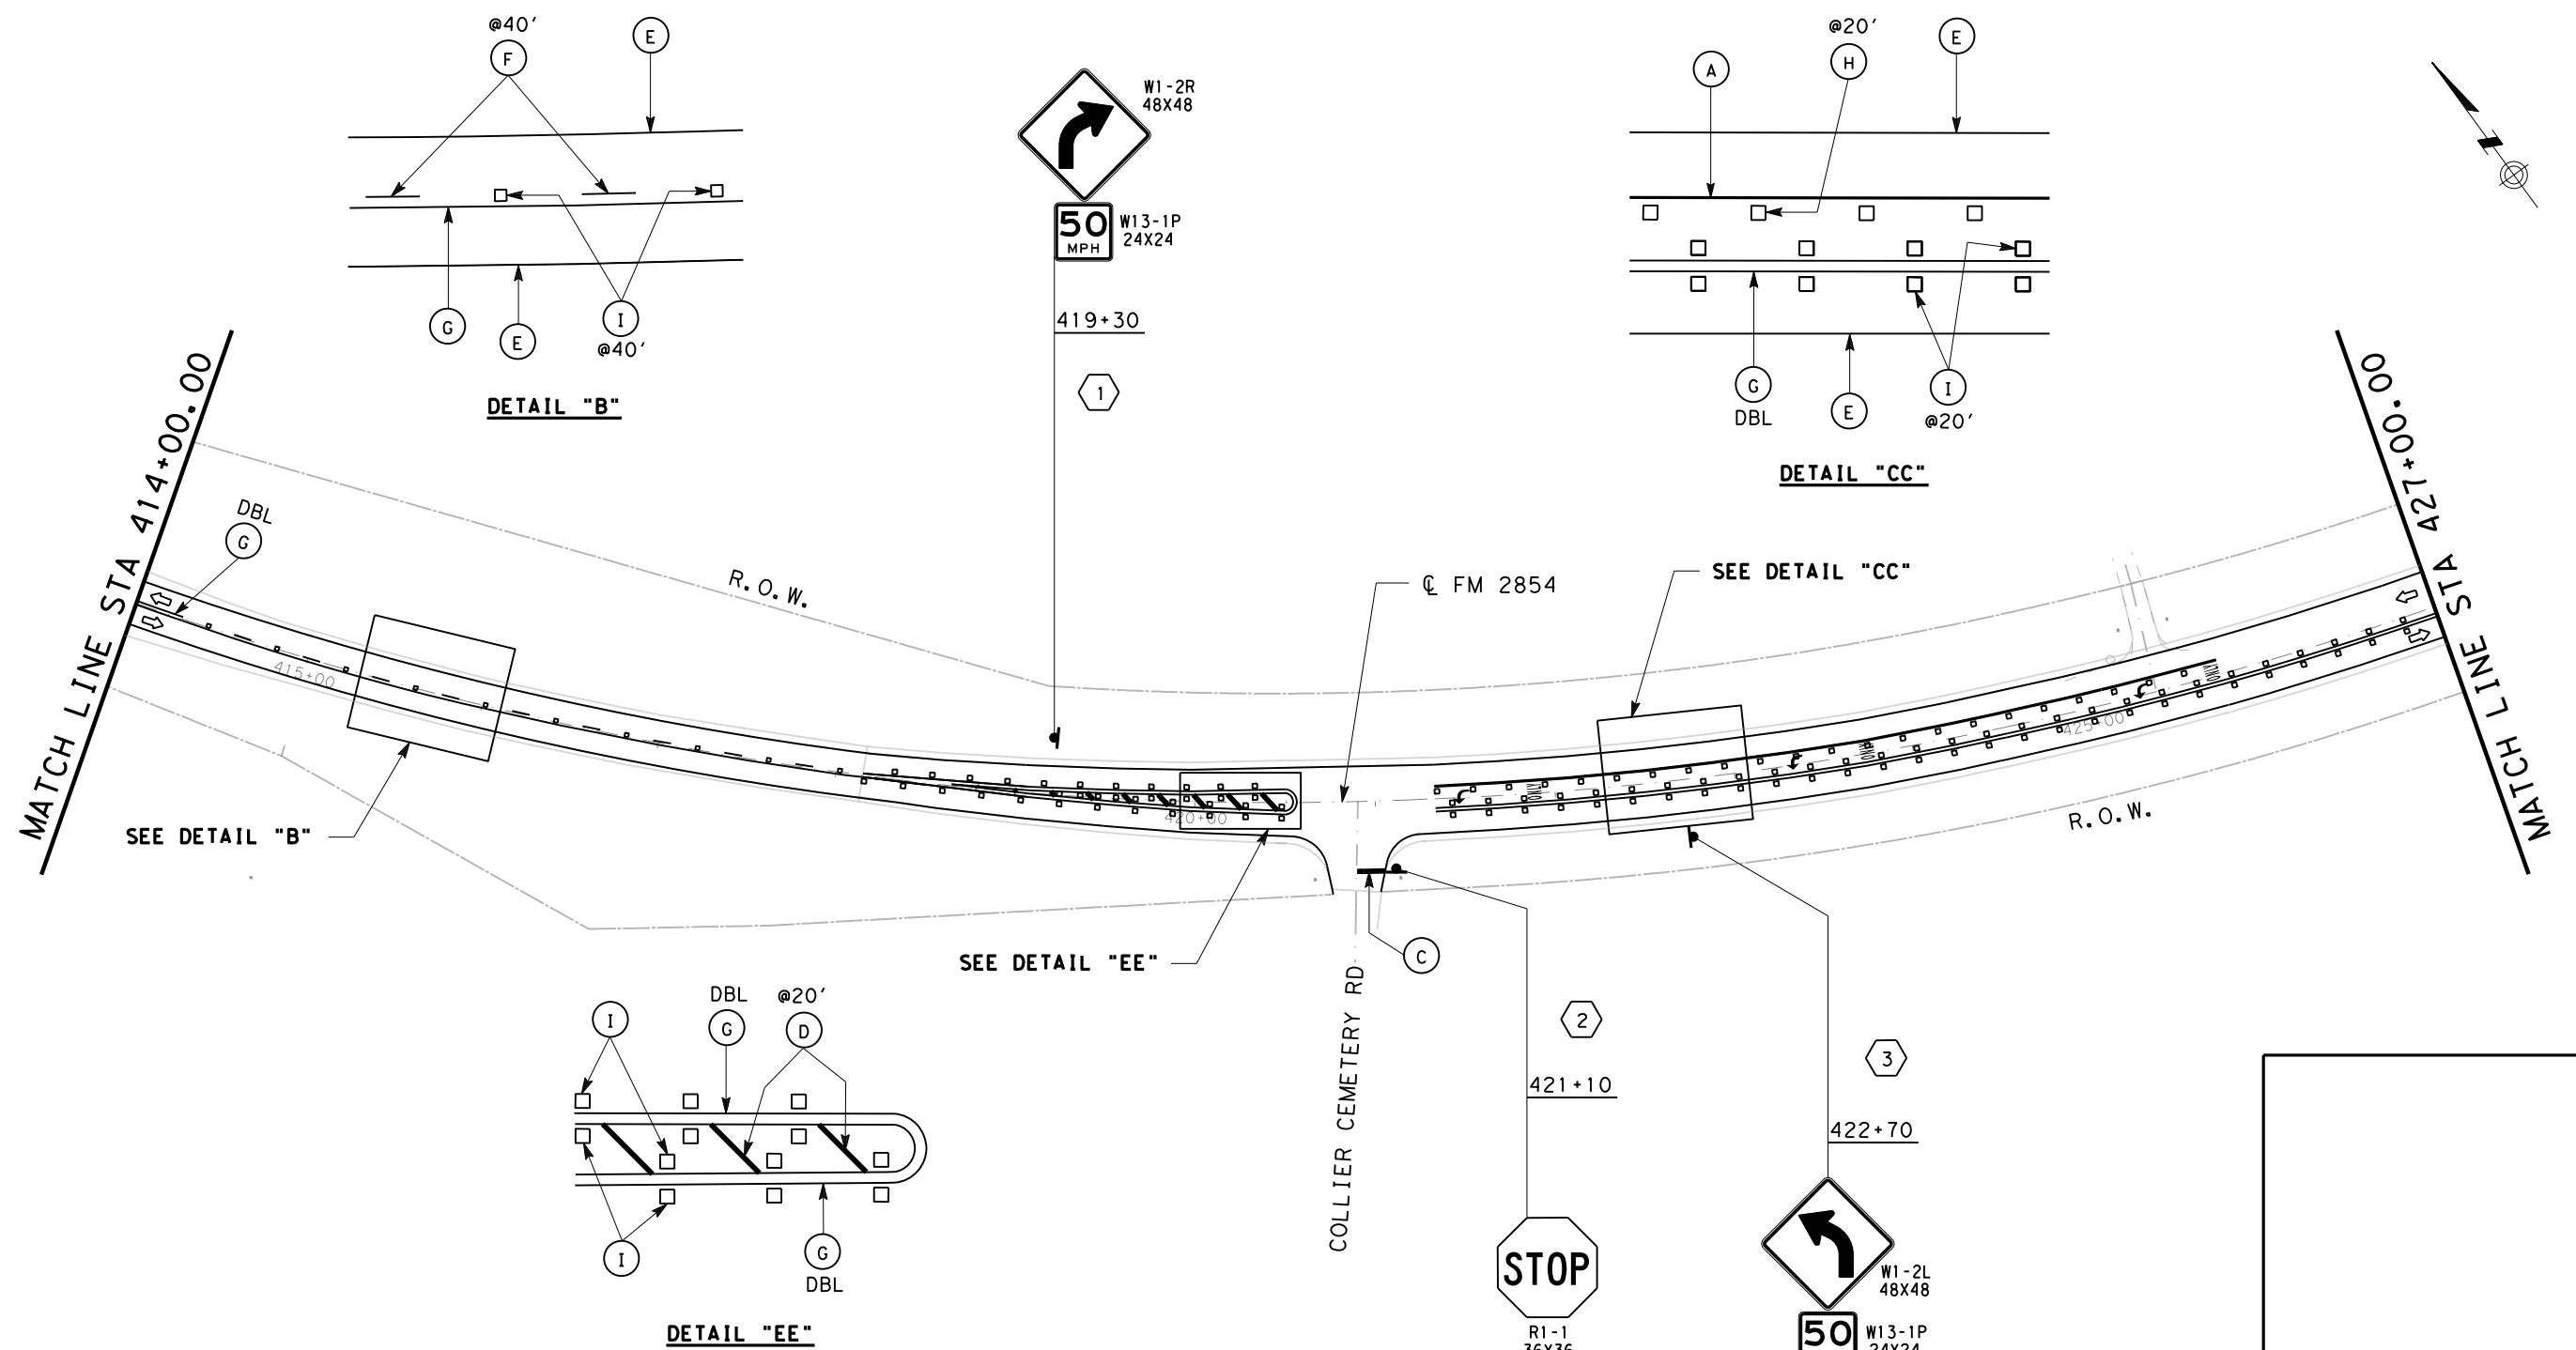 @40'
F
E
G
E
I
@40'
DETAIL "B"
W1-2R
48X48
50
MPH
W13-1P
24X24
419+30
1
@20'
A
H
E
G
DBL
E
I
@20'
DETAIL "CC"
MATCH LINE STA 414+00.00
DBL
G
415+00
R.O.W.
SEE DETAIL "B"
℄ FM 2854
SEE DETAIL "CC"
420+00
425+00
R.O.W.
MATCH LINE STA 427+00.00
SEE DETAIL "EE"
C
COLLIER CEMETERY RD
2
421+10
STOP
R1-1
36X36
3
422+70
W1-2L
48X48
50
W13-1P
24X24
I
DBL
G
@20'
D
I
G
DBL
DETAIL "EE"